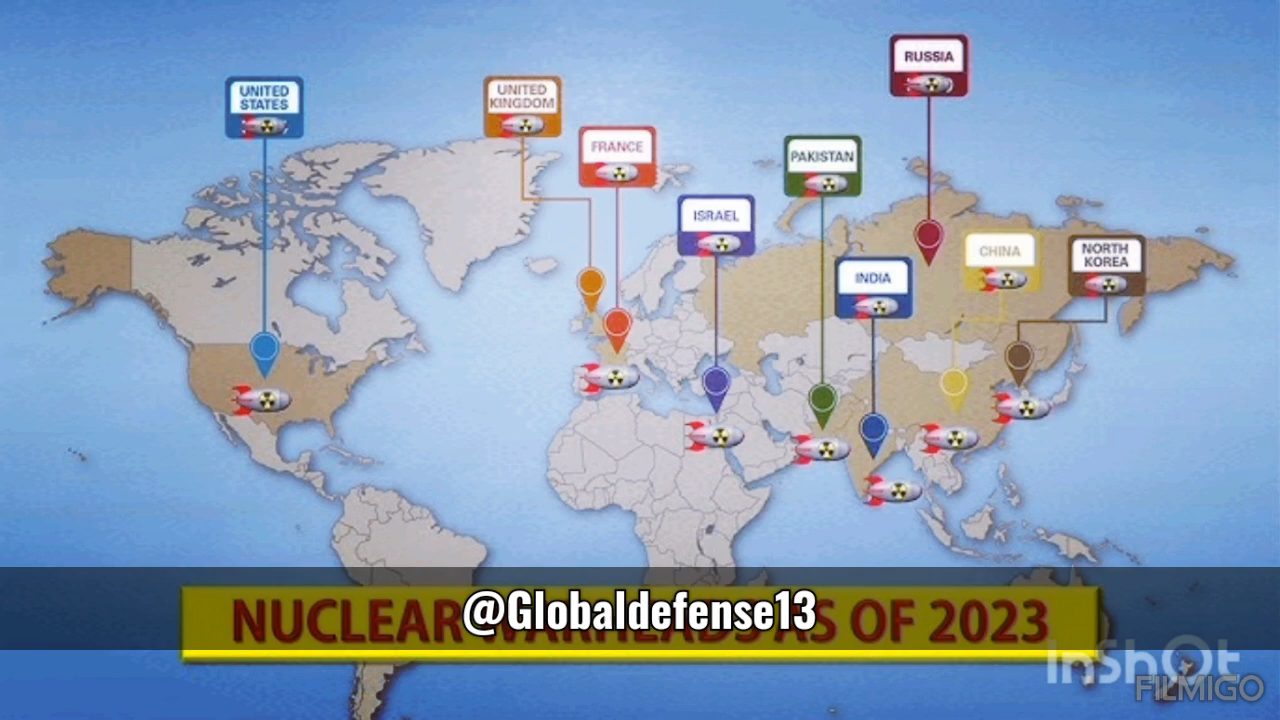 RUSSIA
UNITED
STATES
UNITED
KINGDOM
FRANCE
PAKISTAN
ISRAEL
CHINA
NORTH
KOREA
INDIA
NUCLEAR WARHEADS AS OF 2023
@Globaldefense13
InShOt
FILMIGO